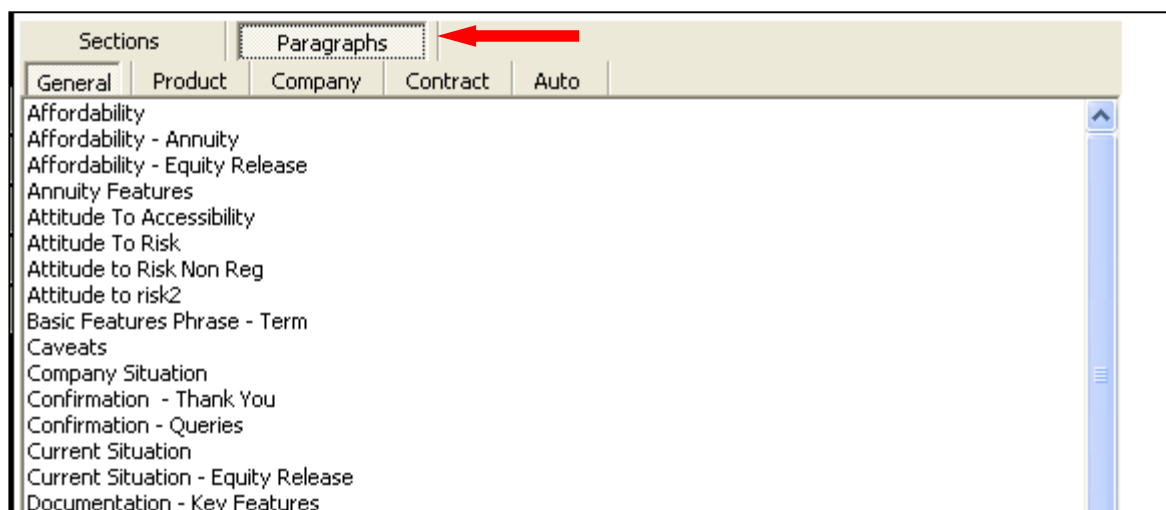 Sections Paragraphs
General Product Company Contract Auto
Affordability
Affordability - Annuity
Affordability - Equity Release
Annuity Features
Attitude To Accessibility
Attitude To Risk
Attitude to Risk Non Reg
Attitude to risk2
Basic Features Phrase - Term
Caveats
Company Situation
Confirmation  - Thank You
Confirmation - Queries
Current Situation
Current Situation - Equity Release
Documentation - Key Features